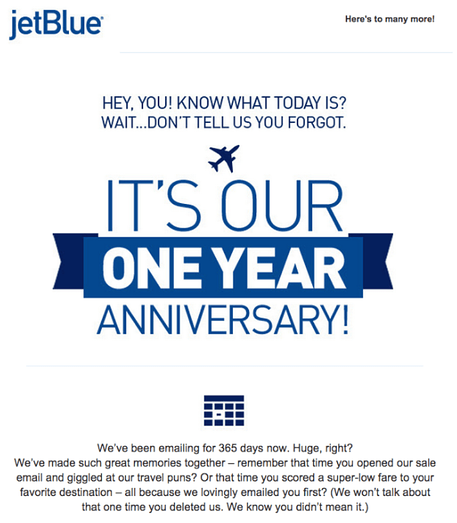 jetBlue
Here's to many more!
HEY, YOU! KNOW WHAT TODAY IS?
WAIT...DON'T TELL US YOU FORGOT.
IT'S OUR
ONE YEAR
ANNIVERSARY!
We've been emailing for 365 days now. Huge, right?
We've made such great memories together – remember that time you opened our sale
email and giggled at our travel puns? Or that time you scored a super-low fare to your
favorite destination – all because we lovingly emailed you first? (We won't talk about
that one time you deleted us. We know you didn't mean it.)